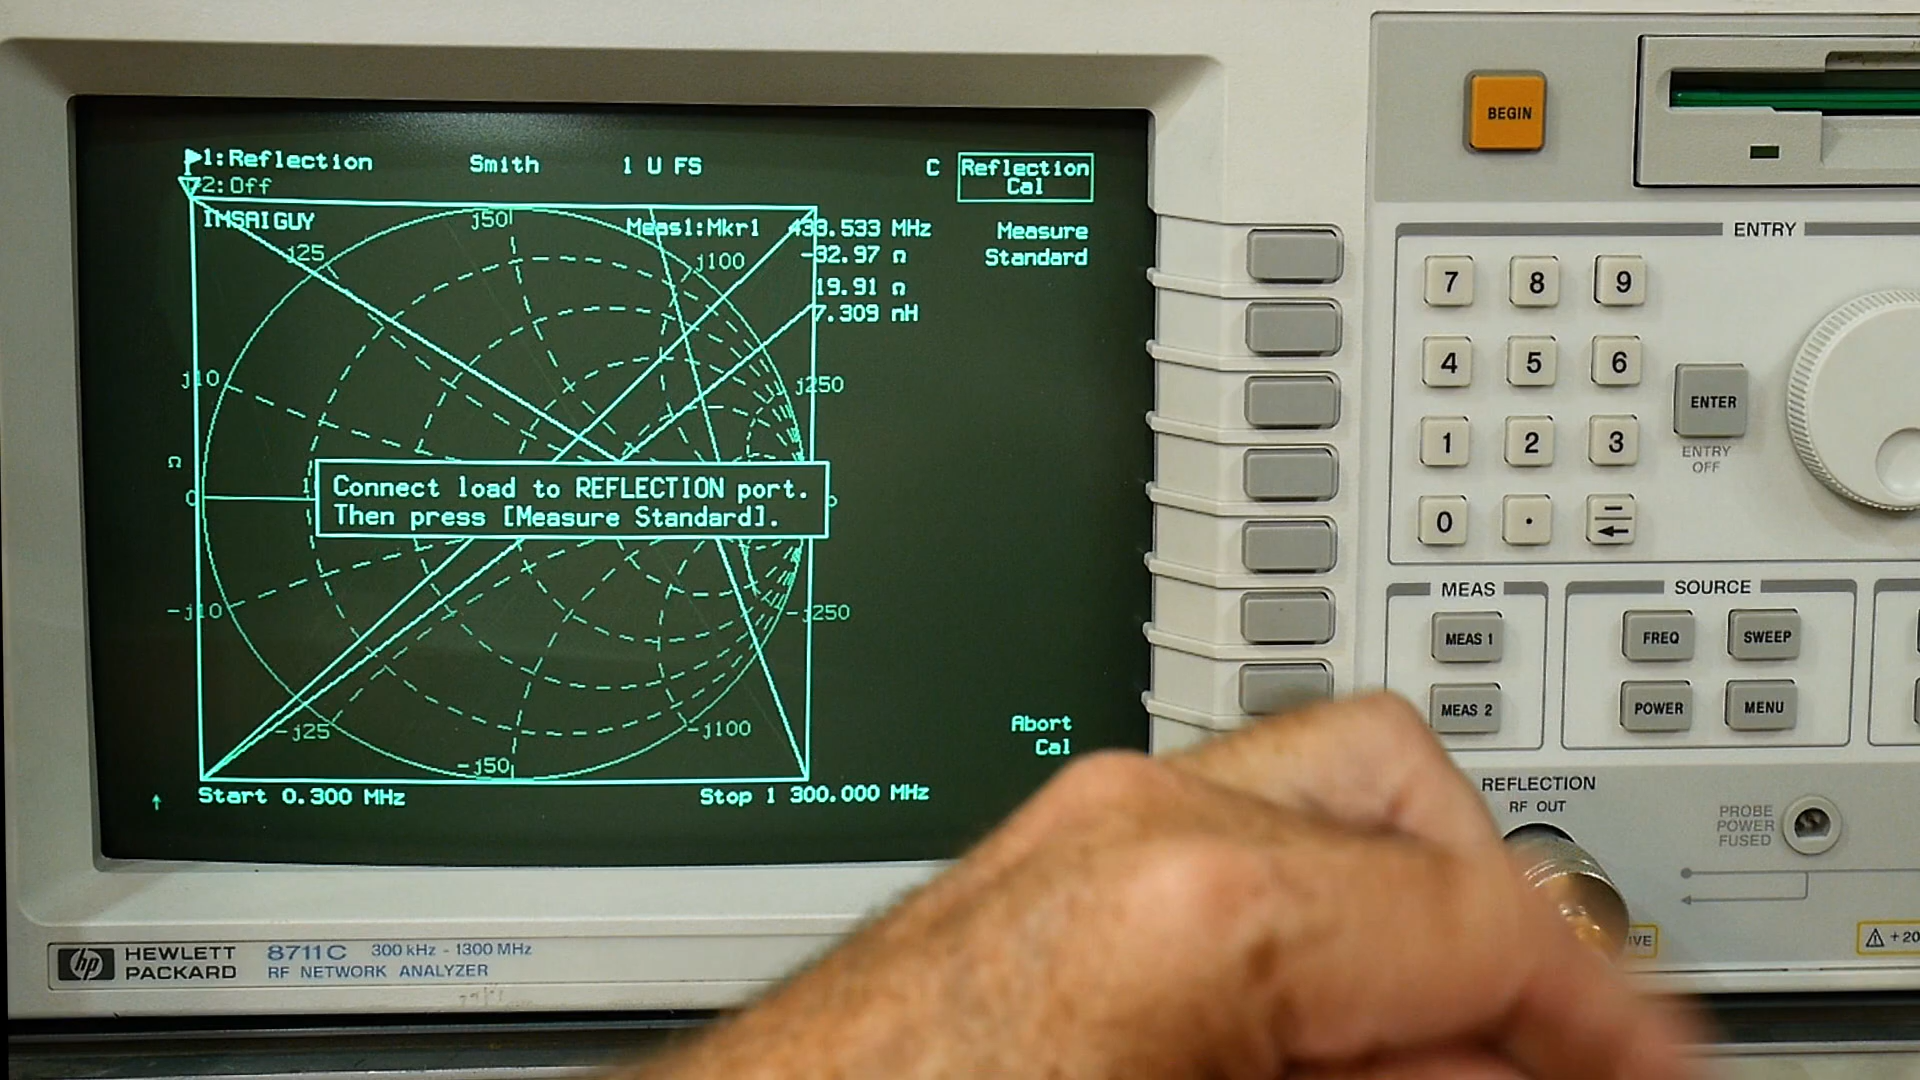 1:Reflection Smith 1 U FS C
2:Off
Reflection
Cal
IMSAI GUY
Meas1:Mkr1 433.533 MHz
-32.97 Ω
19.91 Ω
7.309 nH
Measure
Standard
j50
j25
j100
j10
j250
Ω
0
1
Connect load to REFLECTION port.
Then press [Measure Standard].
-j10
-j250
-j25
-j100
-j50
Abort
Cal
Start 0.300 MHz
Stop 1 300.000 MHz
hp HEWLETT
PACKARD
8711C 300 kHz - 1300 MHz
RF NETWORK ANALYZER
BEGIN
ENTRY
7 8 9
4 5 6
1 2 3
0 .
ENTER
ENTRY
OFF
MEAS
MEAS 1
MEAS 2
SOURCE
FREQ SWEEP
POWER MENU
REFLECTION
RF OUT
PROBE
POWER
FUSED
+20